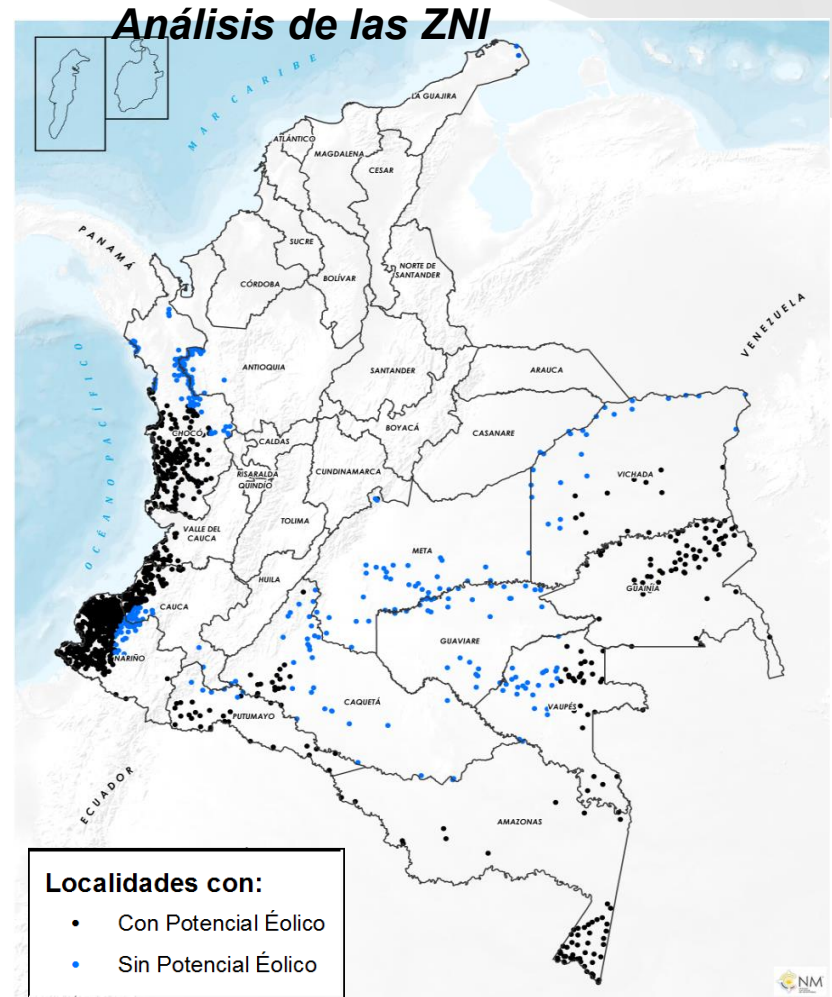 Análisis de las ZNI
MAR CARIBE
LA GUAJIRA
ATLÁNTICO
MAGDALENA
CESAR
PANAMÁ
SUCRE
BOLÍVAR
NORTE DE
SANTANDER
CÓRDOBA
VENEZUELA
OCÉANO PACÍFICO
ANTIOQUIA
SANTANDER
ARAUCA
CHOCÓ
CALDAS
BOYACÁ
CASANARE
RISARALDA
QUINDÍO
CUNDINAMARCA
VICHADA
VALLE DEL
CAUCA
TOLIMA
META
HUILA
GUAINÍA
CAUCA
GUAVIARE
NARIÑO
CAQUETÁ
VAUPÉS
PUTUMAYO
ECUADOR
AMAZONAS
Localidades con:
• Con Potencial Éolico
• Sin Potencial Éolico
NM